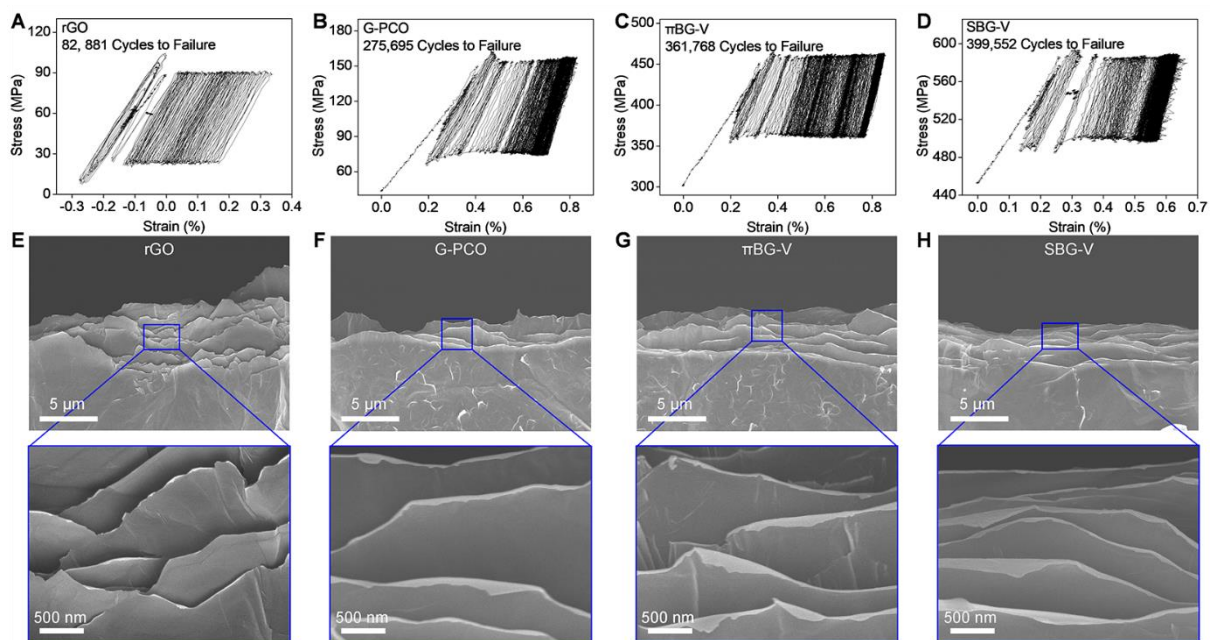 A
rGO
82, 881 Cycles to Failure
Stress (MPa)
120
90
60
30
0
-0.3 -0.2 -0.1 0.0 0.1 0.2 0.3 0.4
Strain (%)
B
G-PCO
275,695 Cycles to Failure
Stress (MPa)
180
150
120
90
60
0.0 0.2 0.4 0.6 0.8
Strain (%)
C
πBG-V
361,768 Cycles to Failure
Stress (MPa)
500
450
400
350
300
0.0 0.2 0.4 0.6 0.8
Strain (%)
D
SBG-V
399,552 Cycles to Failure
Stress (MPa)
600
560
520
480
440
0.0 0.1 0.2 0.3 0.4 0.5 0.6 0.7
Strain (%)
E
rGO
5 μm
500 nm
F
G-PCO
5 μm
500 nm
G
πBG-V
5 μm
500 nm
H
SBG-V
5 μm
500 nm